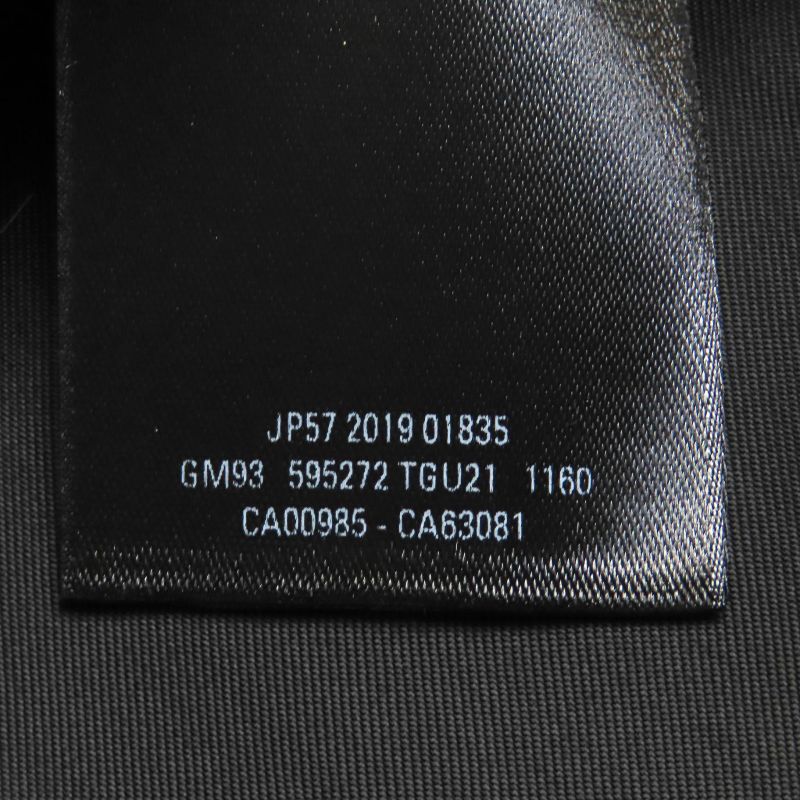 JP57 2019 01835
GM93 595272 TGU21 1160
CA00985 - CA63081